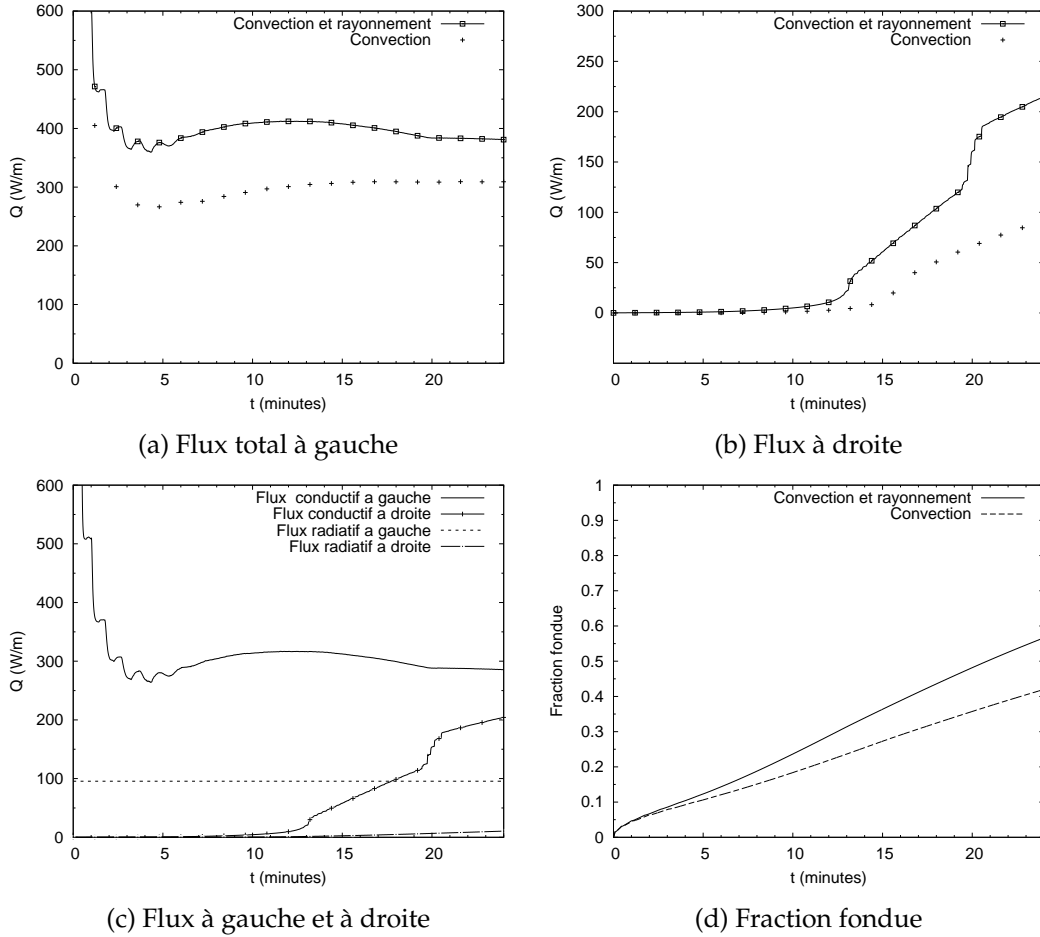 600
500
400
300
200
100
0
Q (W/m)
Convection et rayonnement
Convection
0 5 10 15 20
t (minutes)
(a) Flux total à gauche
300
250
200
150
100
50
0
Q (W/m)
Convection et rayonnement
Convection
0 5 10 15 20
t (minutes)
(b) Flux à droite
600
500
400
300
200
100
0
Q (W/m)
Flux conductif a gauche
Flux conductif a droite
Flux radiatif a gauche
Flux radiatif a droite
0 5 10 15 20
t (minutes)
(c) Flux à gauche et à droite
1
0.9
0.8
0.7
0.6
0.5
0.4
0.3
0.2
0.1
0
Fraction fondue
Convection et rayonnement
Convection
0 5 10 15 20
t (minutes)
(d) Fraction fondue